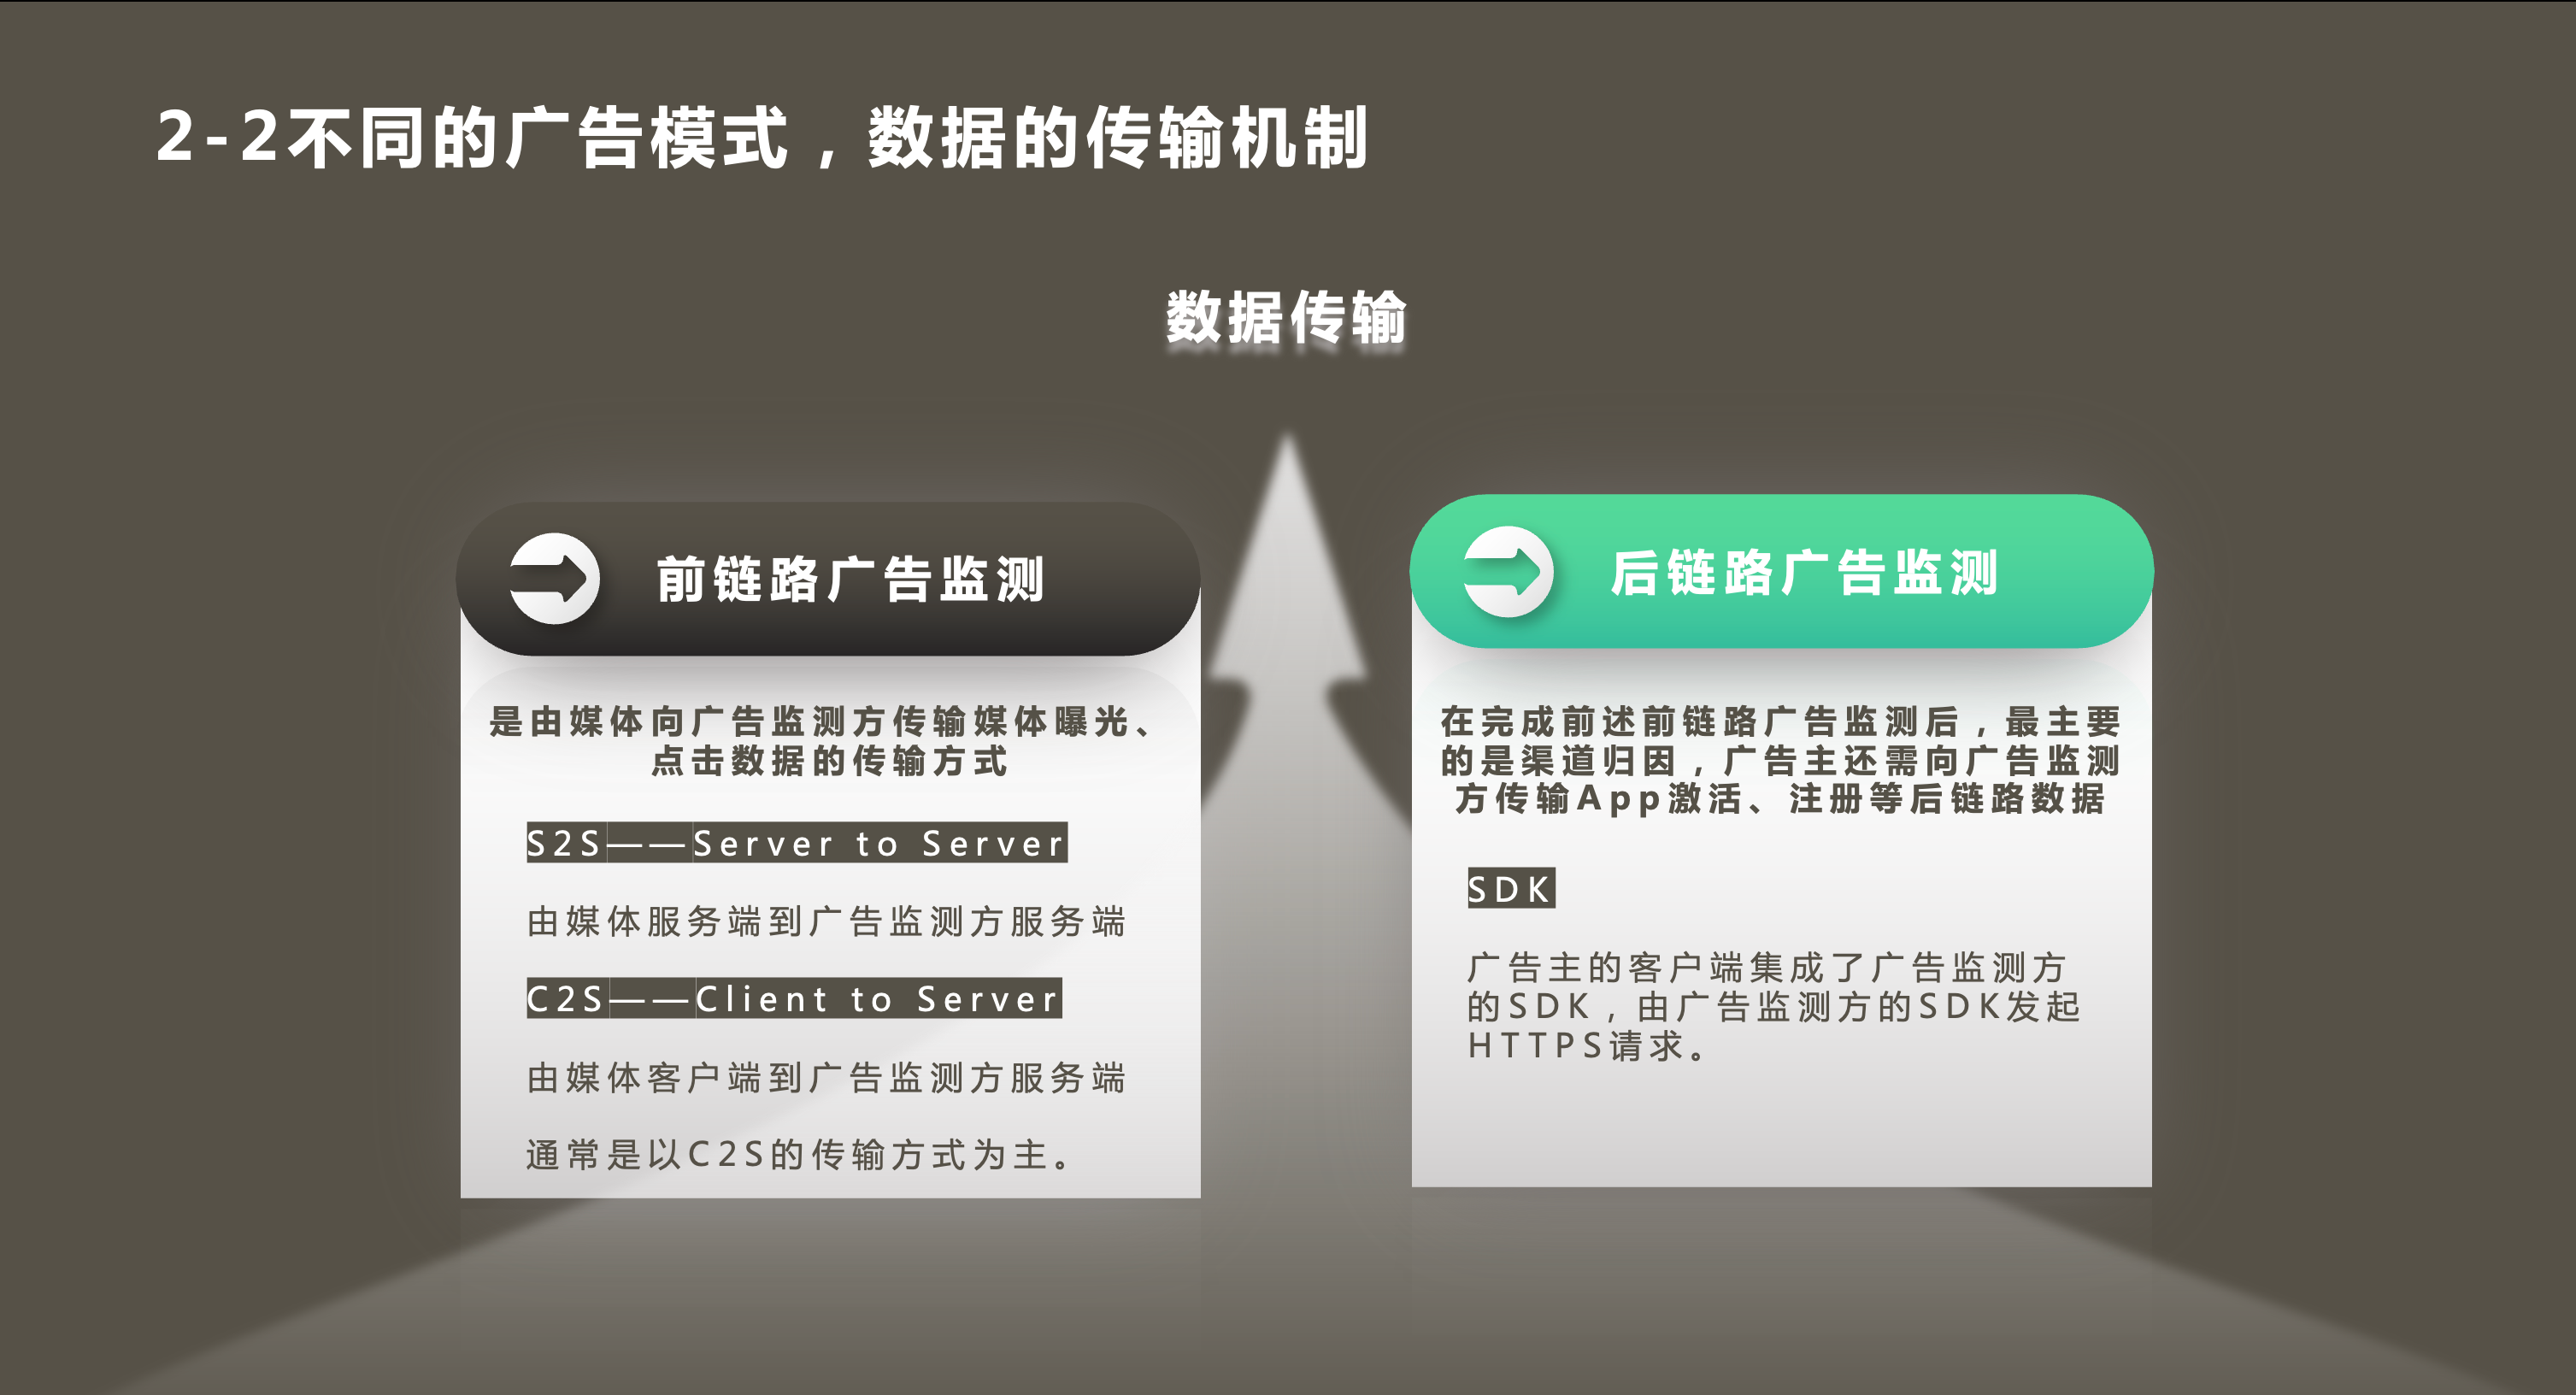 2-2不同的广告模式，数据的传输机制
数据传输
前链路广告监测
是由媒体向广告监测方传输媒体曝光、
点击数据的传输方式
S2S——Server to Server
由媒体服务端到广告监测方服务端
C2S——Client to Server
由媒体客户端到广告监测方服务端
通常是以C2S的传输方式为主。
后链路广告监测
在完成前述前链路广告监测后，最主要
的是渠道归因，广告主还需向广告监测
方传输App激活、注册等后链路数据
SDK
广告主的客户端集成了广告监测方
的SDK，由广告监测方的SDK发起
HTTPS请求。